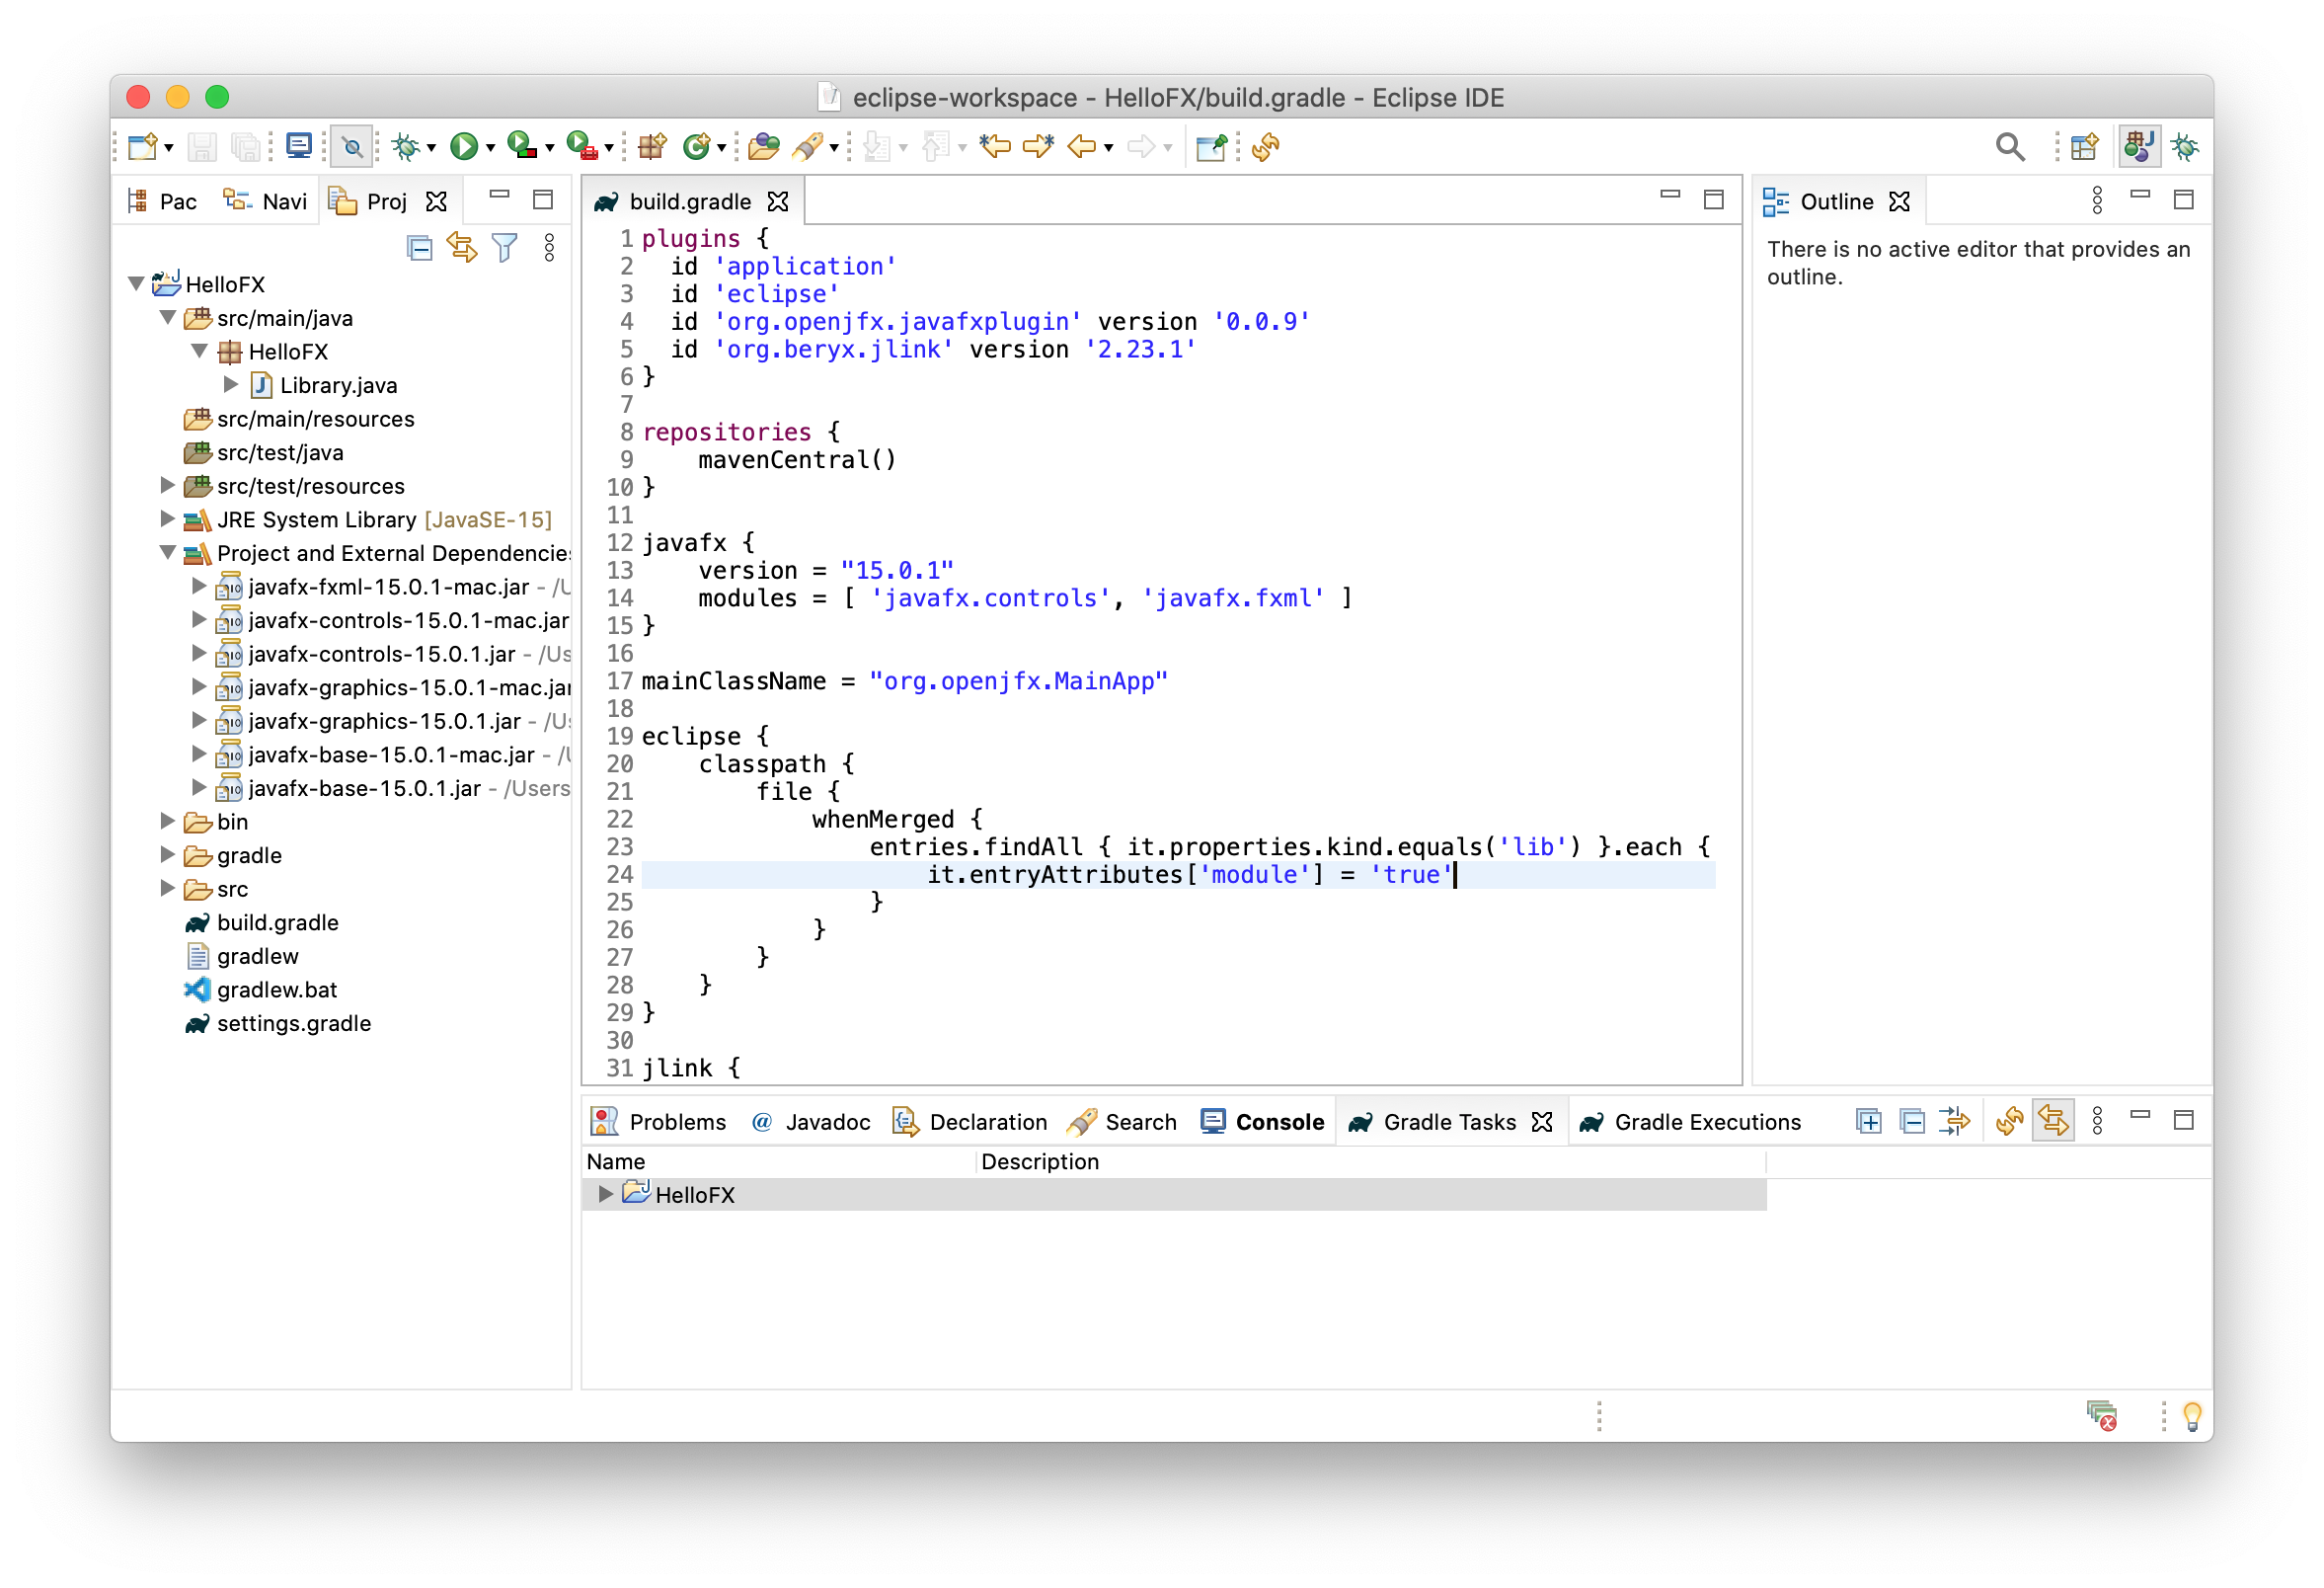 eclipse-workspace - HelloFX/build.gradle - Eclipse IDE
Pac Navi Proj
HelloFX
src/main/java
HelloFX
Library.java
src/main/resources
src/test/java
src/test/resources
JRE System Library [JavaSE-15]
Project and External Dependencies
javafx-fxml-15.0.1-mac.jar - /U
javafx-controls-15.0.1-mac.jar
javafx-controls-15.0.1.jar - /Us
javafx-graphics-15.0.1-mac.jar
javafx-graphics-15.0.1.jar - /Us
javafx-base-15.0.1-mac.jar - /U
javafx-base-15.0.1.jar - /Users
bin
gradle
src
build.gradle
gradlew
gradlew.bat
settings.gradle
build.gradle
1 plugins {
2   id 'application'
3   id 'eclipse'
4   id 'org.openjfx.javafxplugin' version '0.0.9'
5   id 'org.beryx.jlink' version '2.23.1'
6 }
7
8 repositories {
9     mavenCentral()
10 }
11
12 javafx {
13     version = "15.0.1"
14     modules = [ 'javafx.controls', 'javafx.fxml' ]
15 }
16
17 mainClassName = "org.openjfx.MainApp"
18
19 eclipse {
20     classpath {
21         file {
22             whenMerged {
23                 entries.findAll { it.properties.kind.equals('lib') }.each {
24                     it.entryAttributes['module'] = 'true'
25                 }
26             }
27         }
28     }
29 }
30
31 jlink {
Outline
There is no active editor that provides an
outline.
Problems @ Javadoc Declaration Search Console Gradle Tasks Gradle Executions
Name Description
HelloFX